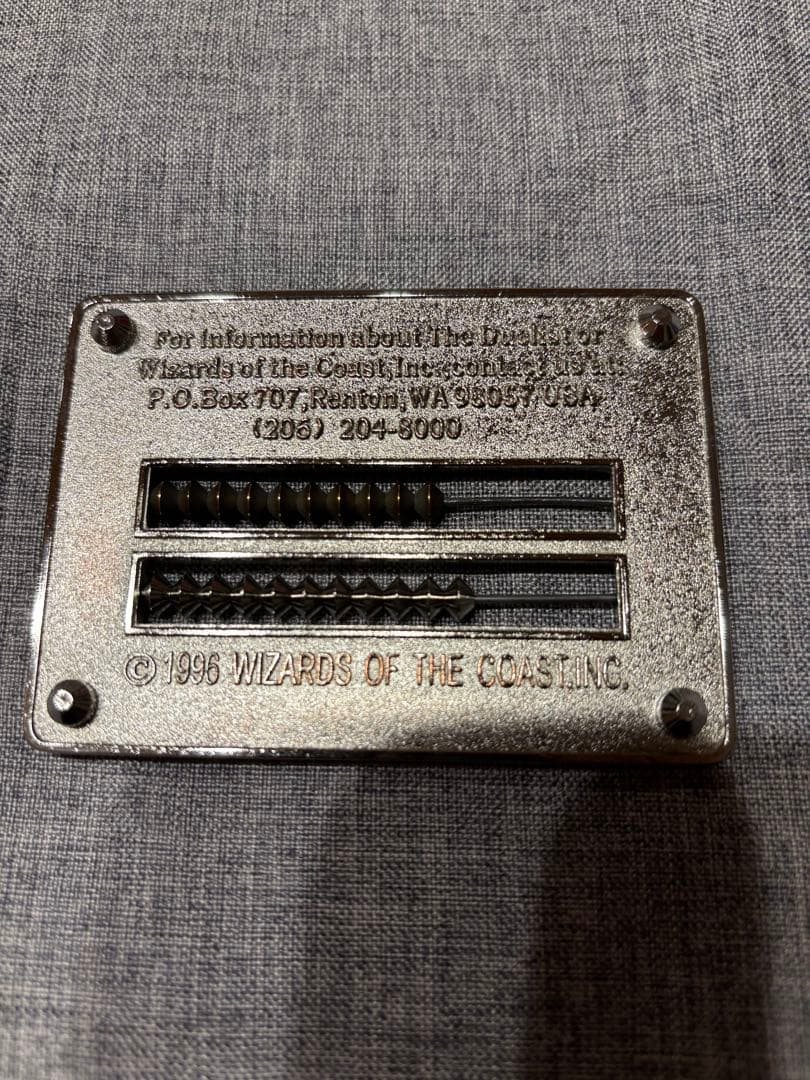 For Information about The Duelist or
Wizards of the Coast, Inc., contact us at:
P.O.Box 707, Renton, WA 98057 USA,
(206) 204-8000
© 1996 WIZARDS OF THE COAST, INC.